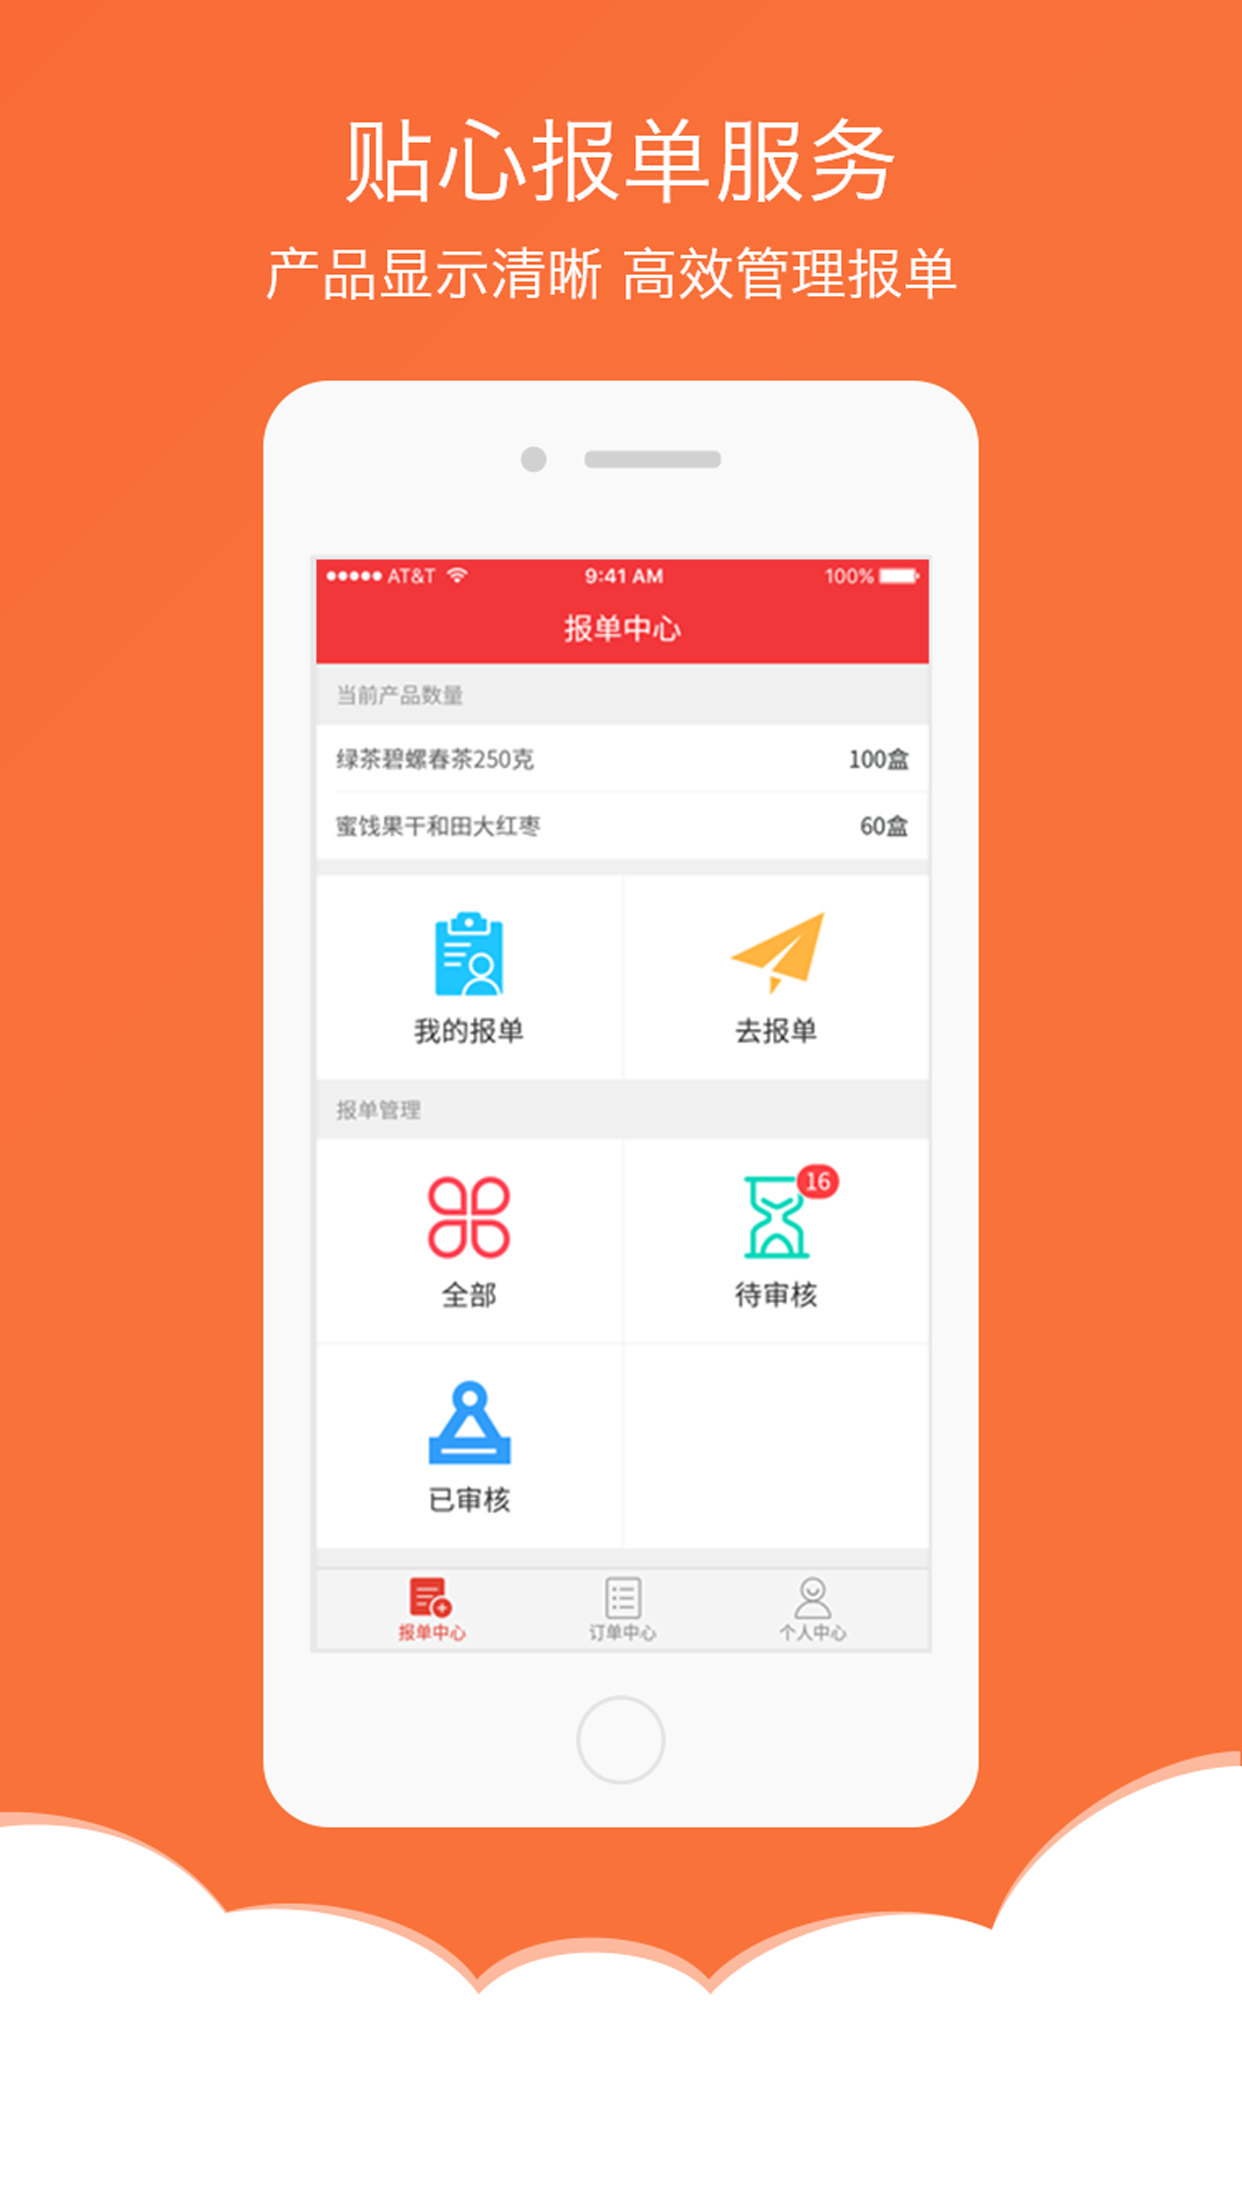 贴心报单服务
产品显示清晰 高效管理报单
AT&T 9:41 AM 100%
报单中心
当前产品数量
绿茶碧螺春茶250克 100盒
蜜饯果干和田大红枣 60盒
我的报单 去报单
报单管理
16
全部 待审核
已审核
报单中心 订单中心 个人中心